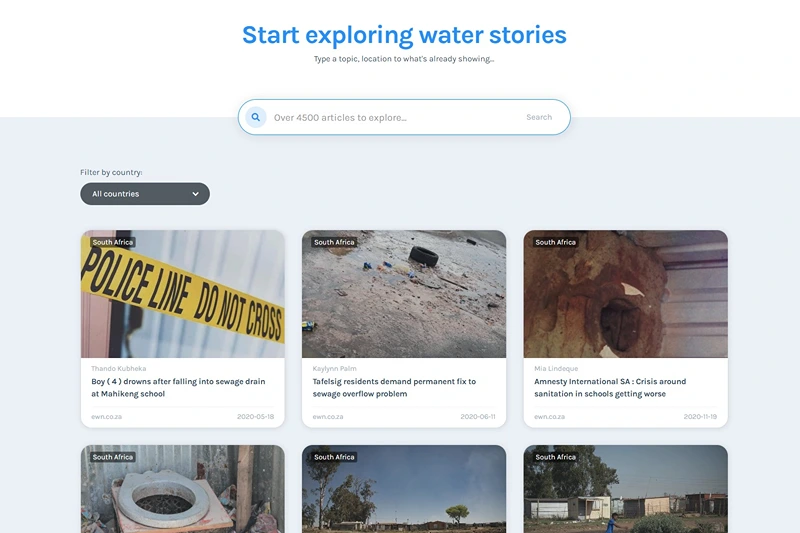 Start exploring water stories
Type a topic, location to what's already showing...
Over 4500 articles to explore...
Search
Filter by country:
All countries
South Africa
POLICE LINE DO NOT CROSS
Thando Kubheka
Boy ( 4 ) drowns after falling into sewage drain
at Mahikeng school
ewn.co.za
2020-05-18
South Africa
Kaylynn Palm
Tafelsig residents demand permanent fix to
sewage overflow problem
ewn.co.za
2020-06-11
South Africa
Mia Lindeque
Amnesty International SA : Crisis around
sanitation in schools getting worse
ewn.co.za
2020-11-19
South Africa
South Africa
South Africa